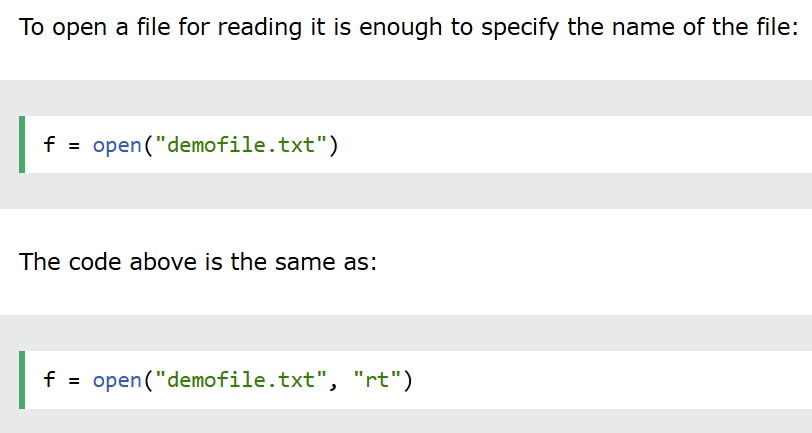 To open a file for reading it is enough to specify the name of the file:
f = open("demofile.txt")
The code above is the same as:
f = open("demofile.txt", "rt")